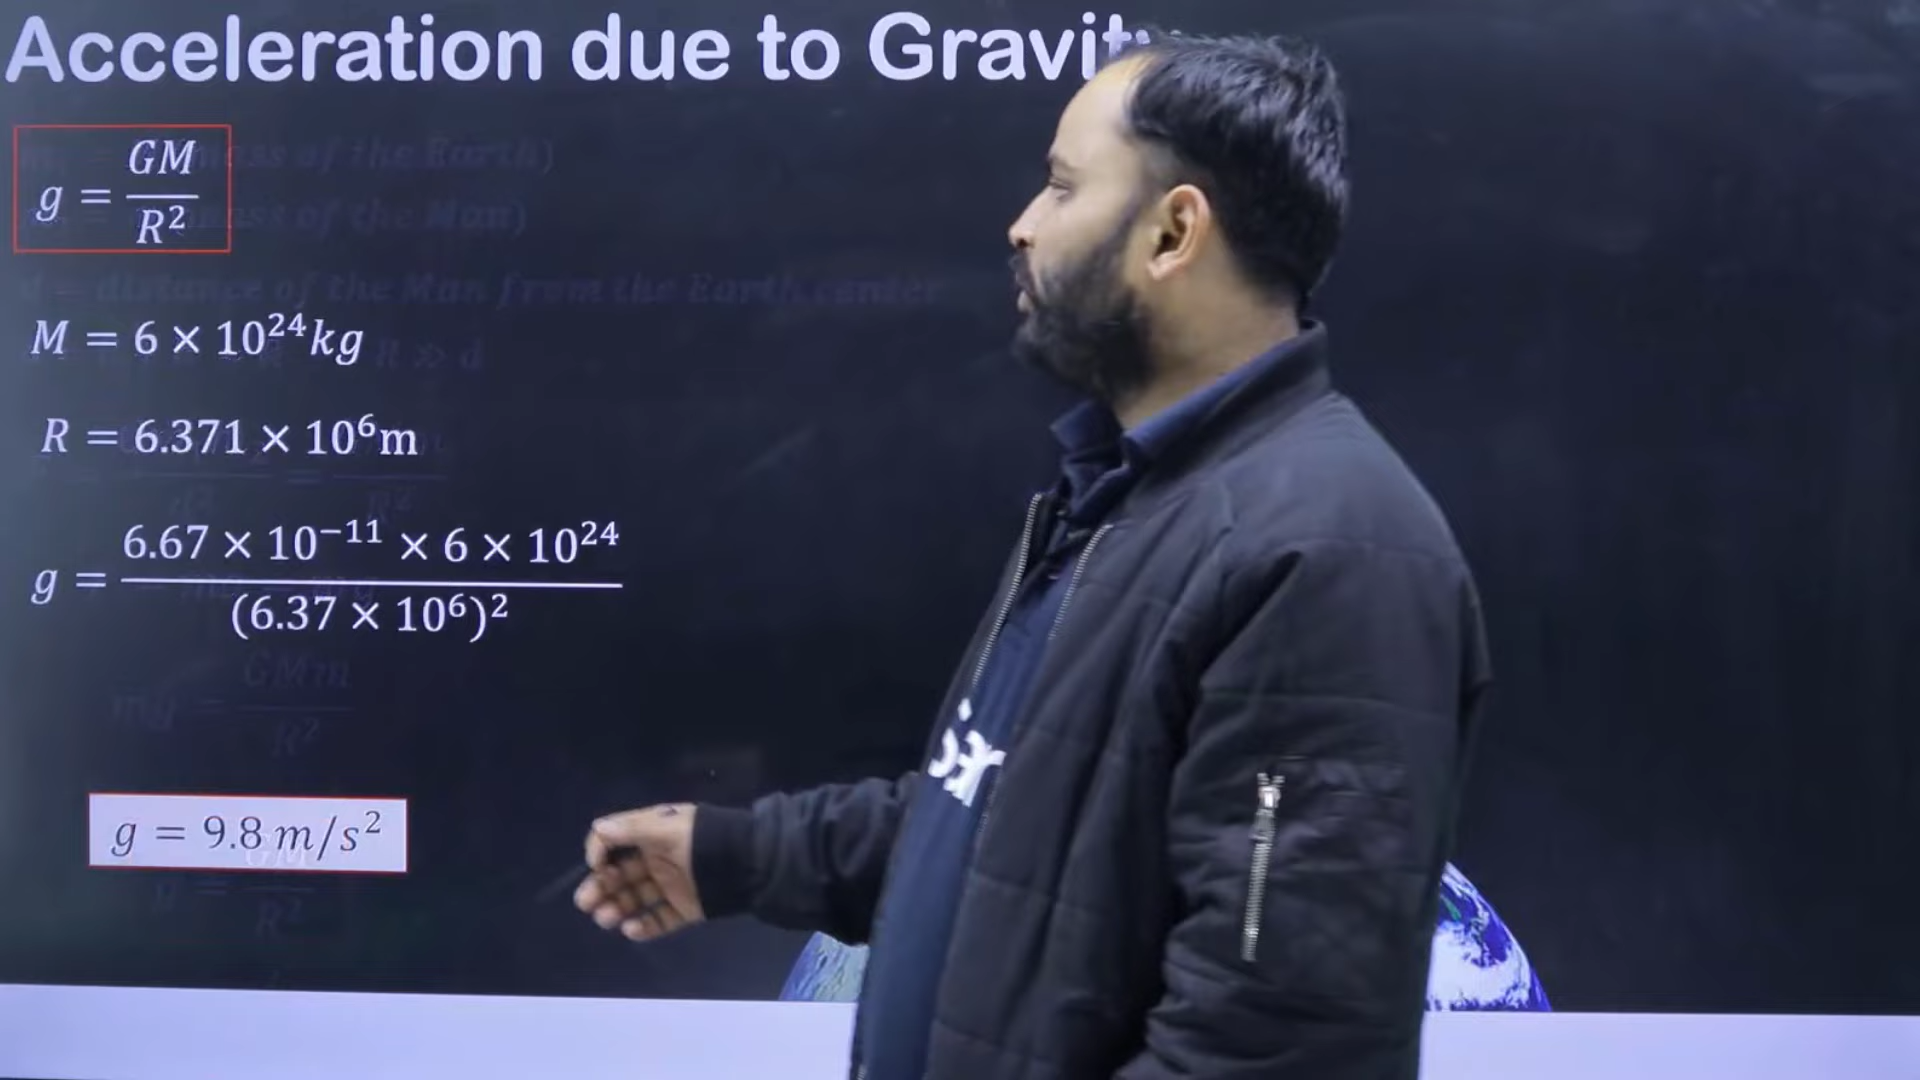 Acceleration due to Gravity
g = GM/R²
M = 6 × 10²⁴kg
R = 6.371 × 10⁶m
g = 6.67 × 10⁻¹¹ × 6 × 10²⁴/(6.37 × 10⁶)²
g = 9.8 m/s²